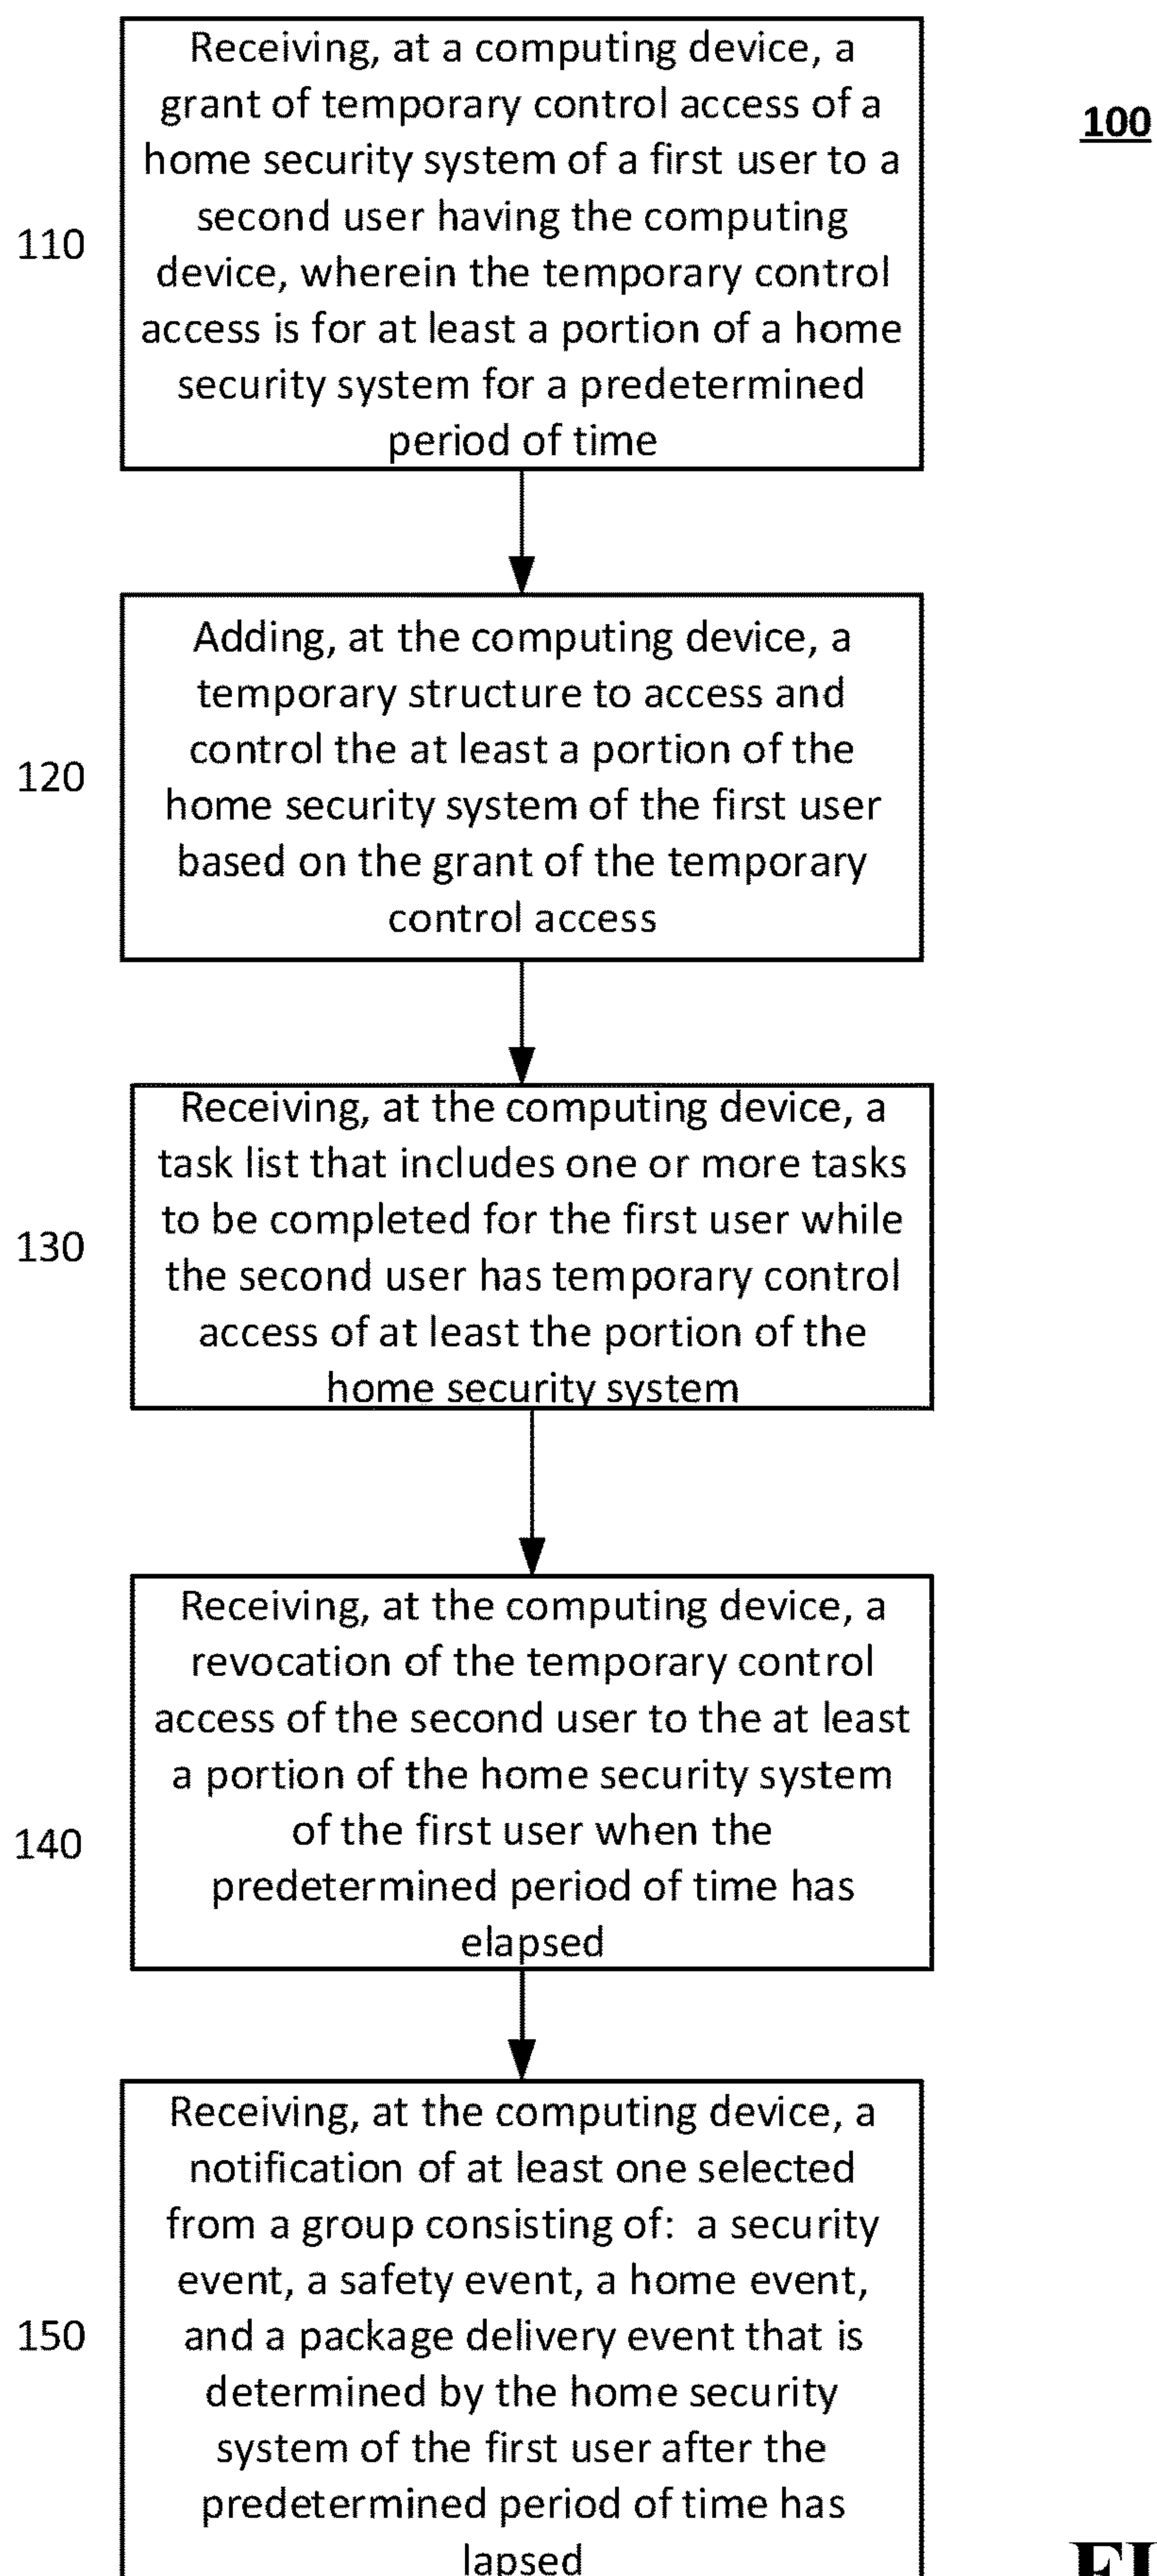 Receiving, at a computing device, a
grant of temporary control access of a
home security system of a first user to a
second user having the computing
device, wherein the temporary control
access is for at least a portion of a home
security system for a predetermined
period of time
100
110
Adding, at the computing device, a
temporary structure to access and
control the at least a portion of the
home security system of the first user
based on the grant of the temporary
control access
120
Receiving, at the computing device, a
task list that includes one or more tasks
to be completed for the first user while
the second user has temporary control
access of at least the portion of the
home security system
130
Receiving, at the computing device, a
revocation of the temporary control
access of the second user to the at least
a portion of the home security system
of the first user when the
predetermined period of time has
elapsed
140
Receiving, at the computing device, a
notification of at least one selected
from a group consisting of: a security
event, a safety event, a home event,
and a package delivery event that is
determined by the home security
system of the first user after the
predetermined period of time has
lapsed
150